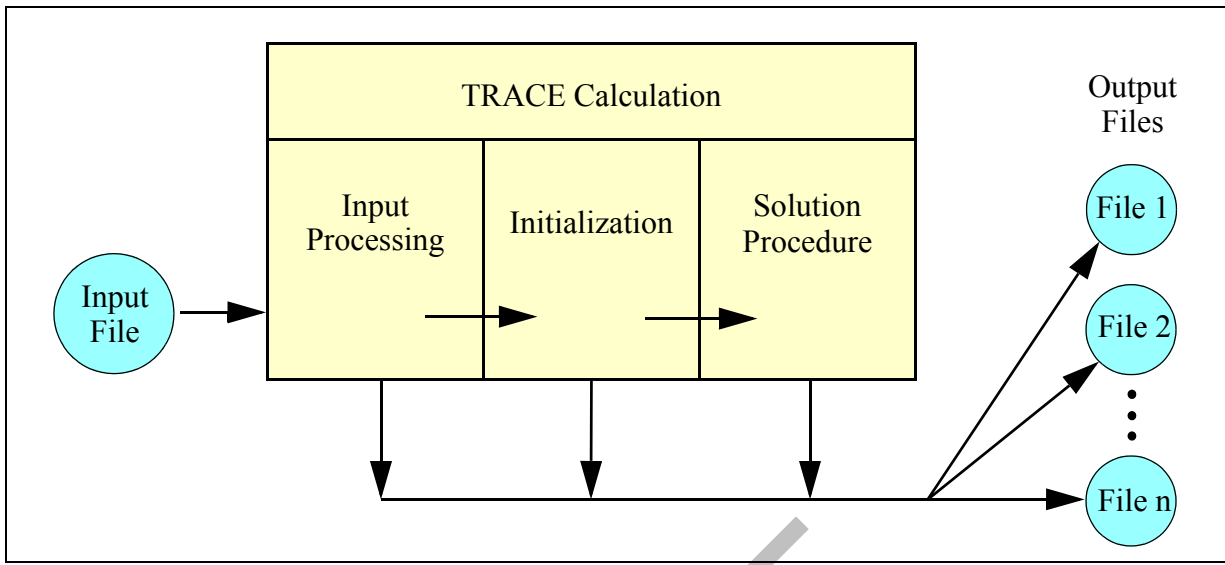 TRACE Calculation
Output
Files
Input
Processing
Initialization
Solution
Procedure
Input
File
File 1
File 2
File n